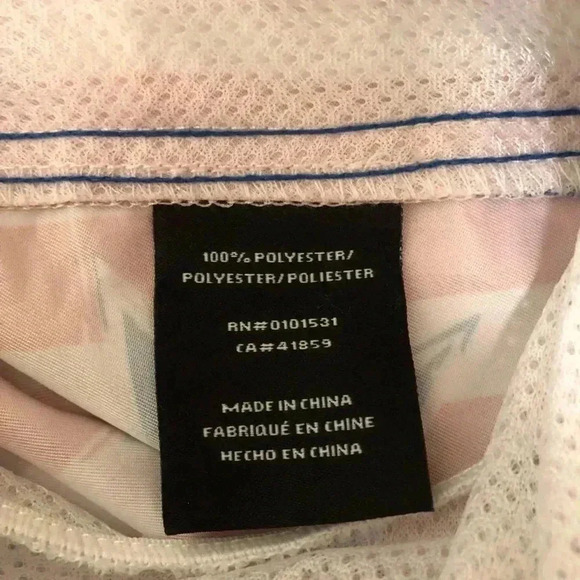 100% POLYESTER/
POLYESTER/POLIESTER
RN#0101531
CA#41859
MADE IN CHINA
FABRIQUÉ EN CHINE
HECHO EN CHINA